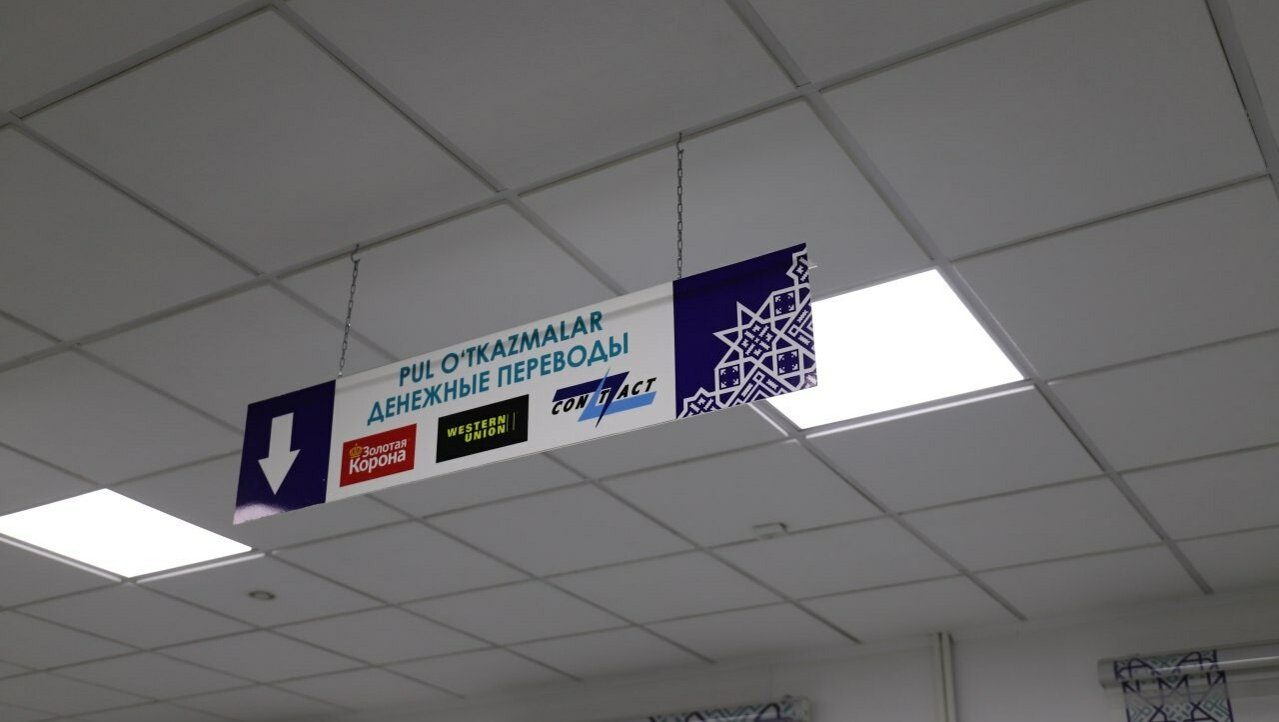 PUL O'TKAZMALAR
ДЕНЕЖНЫЕ ПЕРЕВОДЫ
Золотая
Корона
WESTERN
UNION
CONTACT